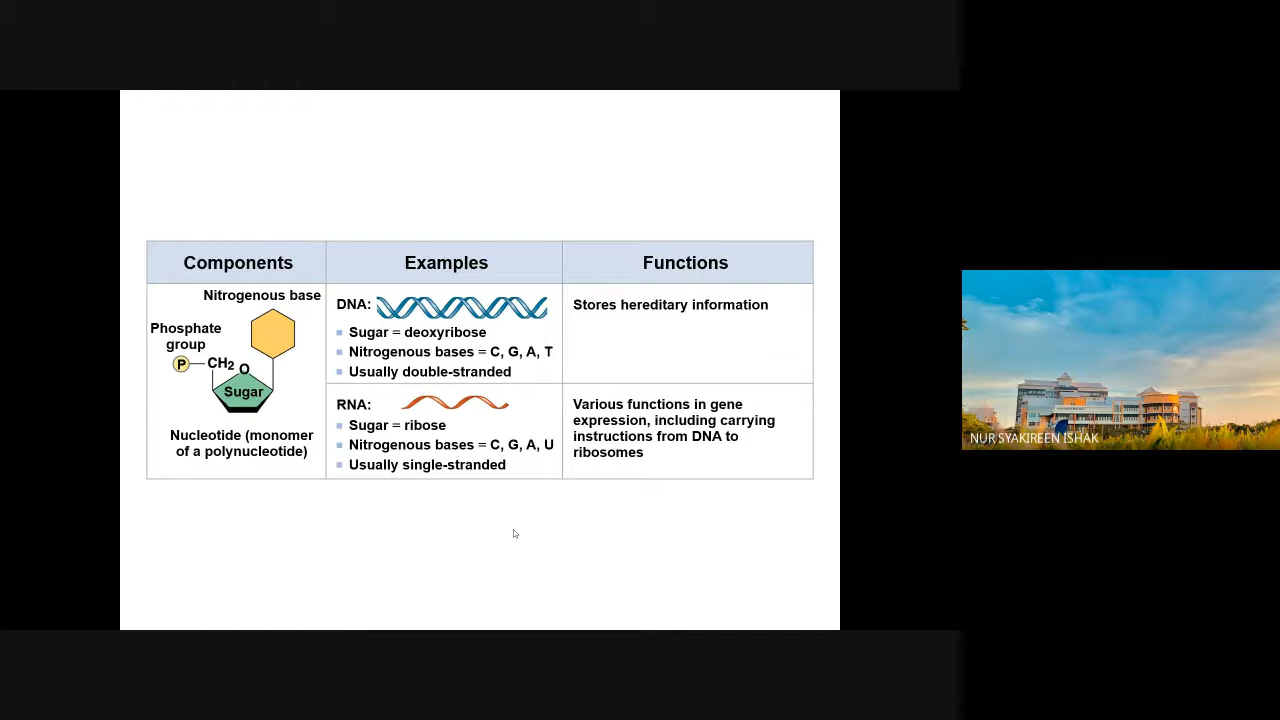 Components
Examples
Functions
Nitrogenous base
Phosphate
group
P
CH2
O
Sugar
Nucleotide (monomer
of a polynucleotide)
DNA:
Sugar = deoxyribose
Nitrogenous bases = C, G, A, T
Usually double-stranded
Stores hereditary information
RNA:
Sugar = ribose
Nitrogenous bases = C, G, A, U
Usually single-stranded
Various functions in gene
expression, including carrying
instructions from DNA to
ribosomes
NUR SYAKIREEN ISHAK